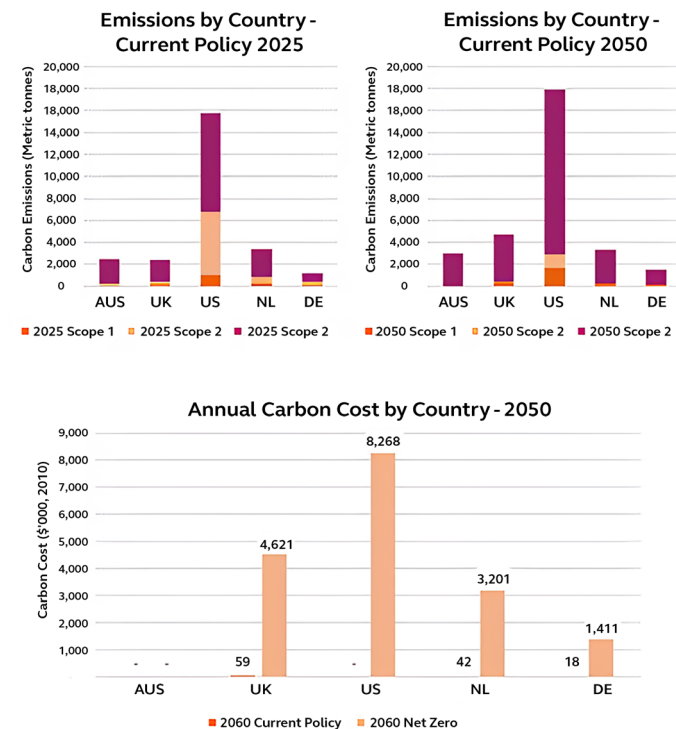 Emissions by Country -
Current Policy 2025
Carbon Emissions (Metric tonnes)
20,000
18,000
16,000
14,000
12,000
10,000
8,000
6,000
4,000
2,000
0
AUS UK US NL DE
2025 Scope 1 2025 Scope 2 2025 Scope 2
Emissions by Country -
Current Policy 2050
Carbon Emissions (Metric tonnes)
20,000
18,000
16,000
14,000
12,000
10,000
8,000
6,000
4,000
2,000
0
AUS UK US NL DE
2050 Scope 1 2050 Scope 2 2050 Scope 2
Annual Carbon Cost by Country - 2050
Carbon Cost ($'000, 2010)
9,000
8,000
7,000
6,000
5,000
4,000
3,000
2,000
1,000
- - 59 4,621 - 8,268 42 3,201 18 1,411
AUS UK US NL DE
2060 Current Policy 2060 Net Zero